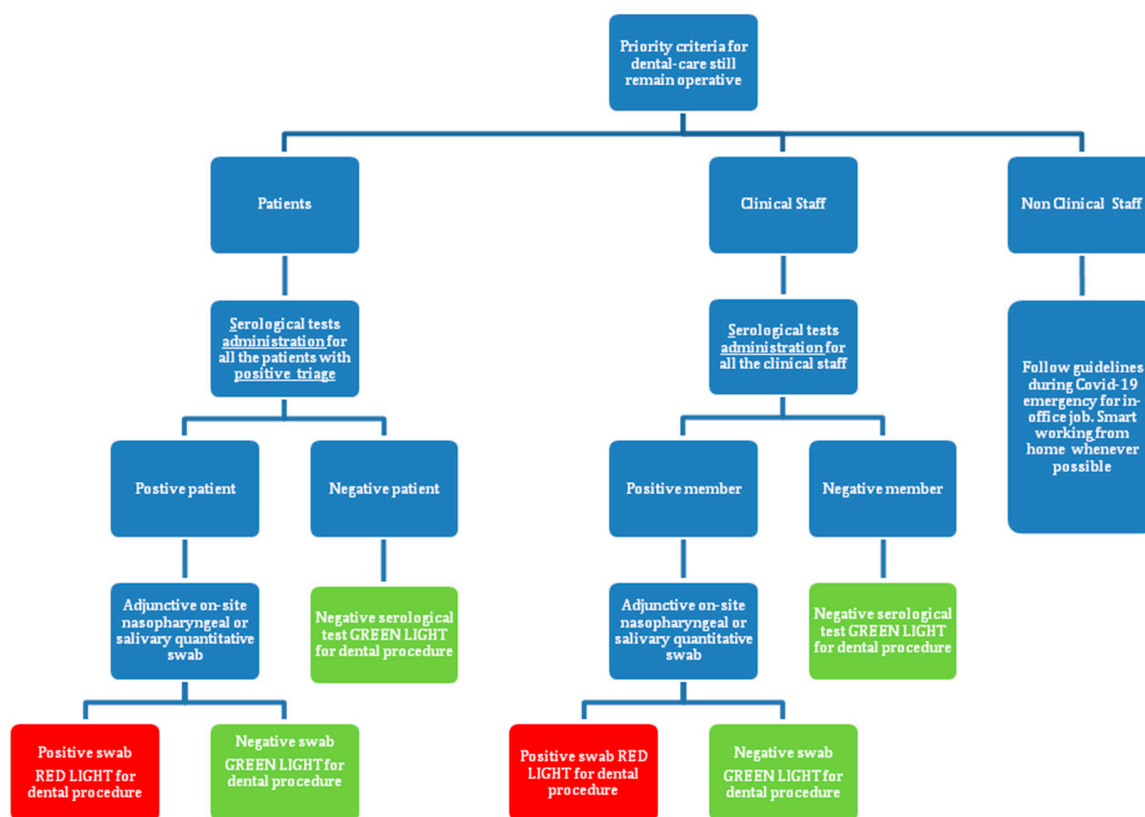 Priority criteria for
dental-care still
remain operative
Patients
Clinical Staff
Non Clinical Staff
Serological tests
administration for
all the patients with
positive triage
Serological tests
administration for
all the clinical staff
Follow guidelines
during Covid-19
emergency for in-
office job. Smart
working from
home whenever
possible
Postive patient
Negative patient
Positive member
Negative member
Adjunctive on-site
nasopharyngeal or
salivary quantitative
swab
Negative serological
test GREEN LIGHT
for dental procedure
Adjunctive on-site
nasopharyngeal or
salivary quantitative
swab
Negative serological
test GREEN LIGHT
for dental procedure
Positive swab
RED LIGHT for
dental procedure
Negative swab
GREEN LIGHT for
dental procedure
Positive swab RED
LIGHT for dental
procedure
Negative swab
GREEN LIGHT for
dental procedure